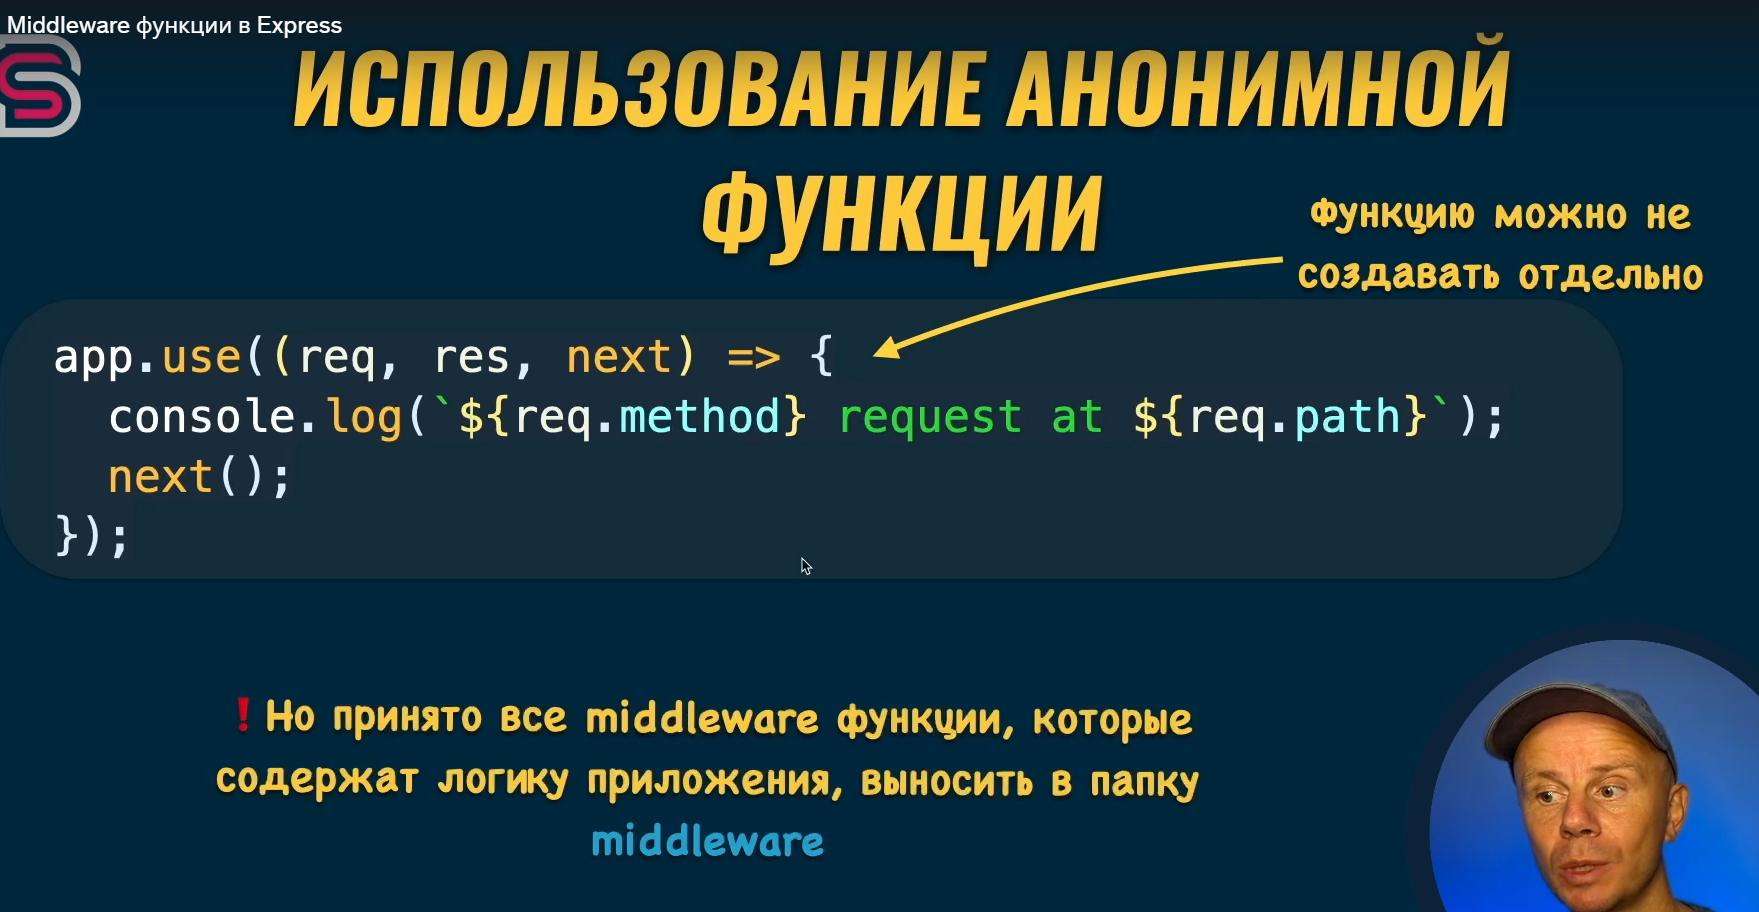 Middleware функции в Express
ИСПОЛЬЗОВАНИЕ АНОНИМНОЙ
ФУНКЦИИ
Функцию можно не
создавать отдельно
app.use((req, res, next) => {
  console.log(`${req.method} request at ${req.path}`);
  next();
});
❗Но принято все middleware функции, которые
содержат логику приложения, выносить в папку
middleware